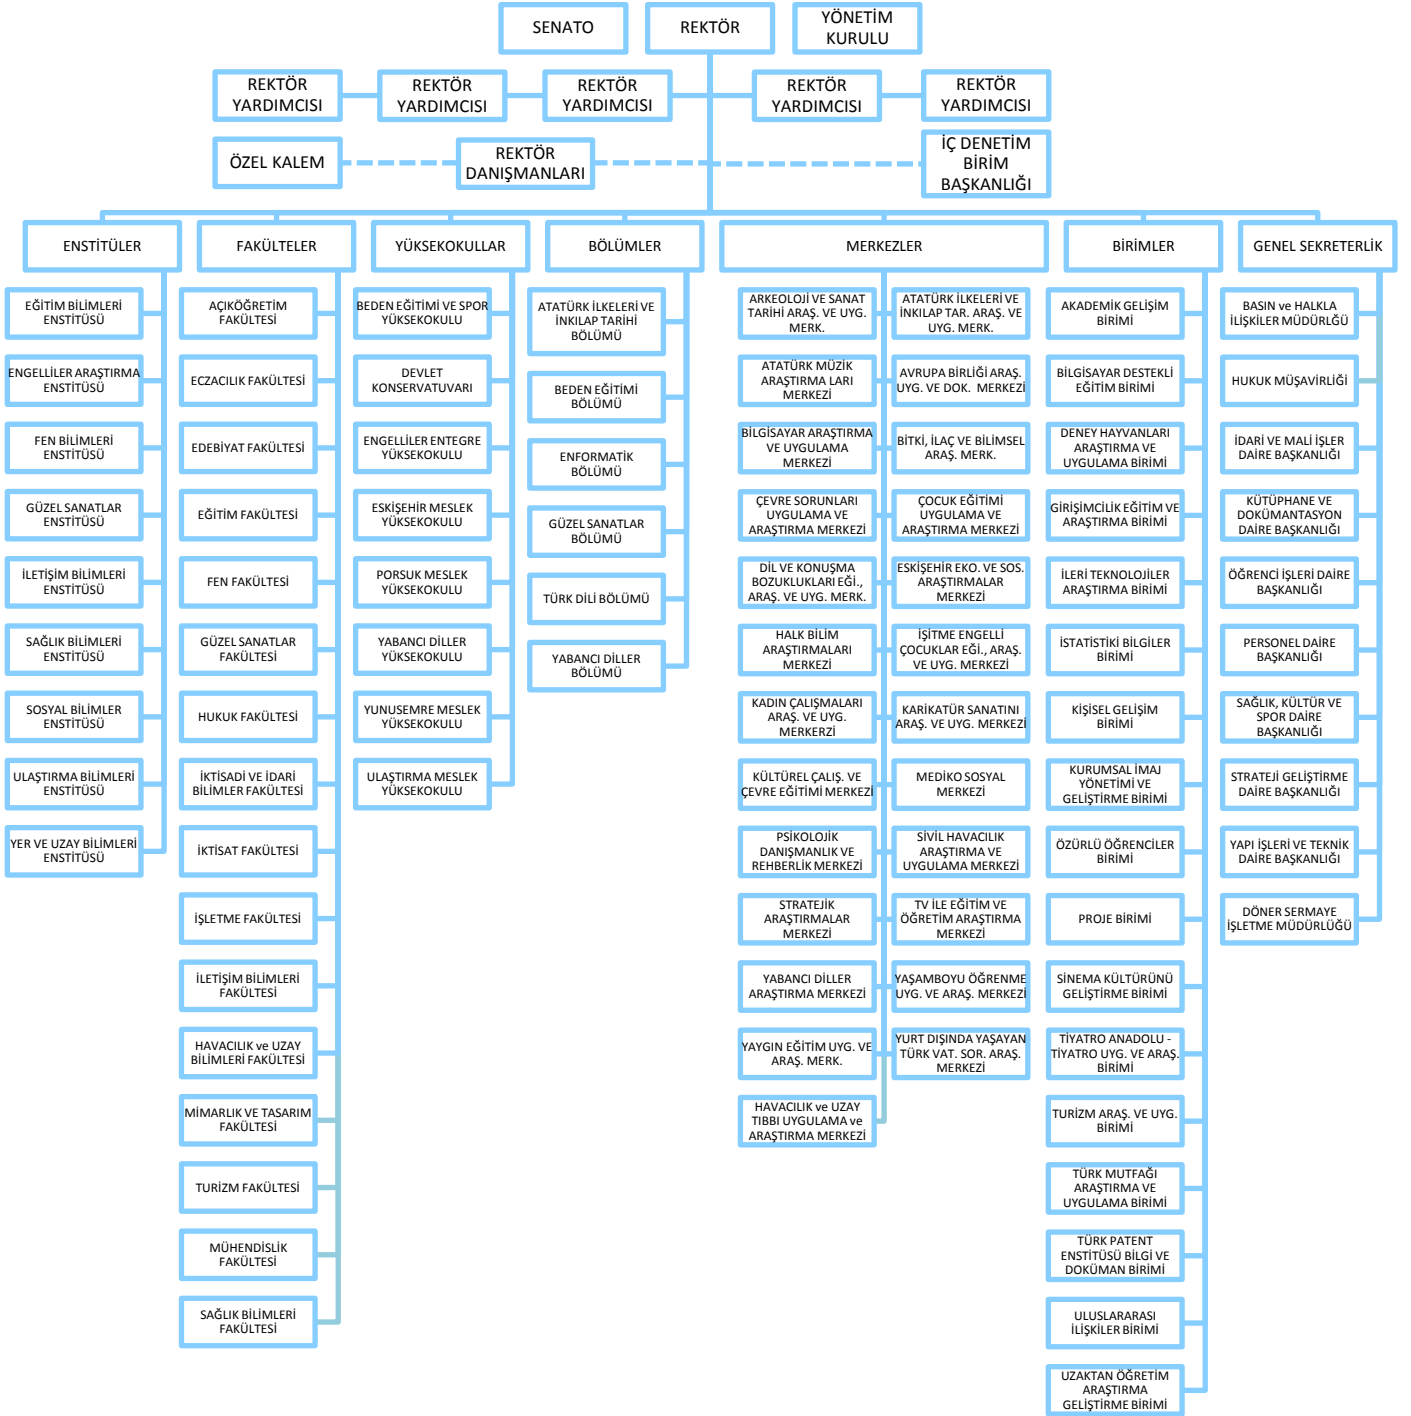 SENATO
REKTÖR
YÖNETİM
KURULU
REKTÖR
YARDIMCISI
REKTÖR
YARDIMCISI
REKTÖR
YARDIMCISI
REKTÖR
YARDIMCISI
REKTÖR
YARDIMCISI
ÖZEL KALEM
REKTÖR
DANIŞMANLARI
İÇ DENETİM
BİRİM
BAŞKANLIĞI
ENSTİTÜLER
FAKÜLTELER
YÜKSEKOKULLAR
BÖLÜMLER
MERKEZLER
BİRİMLER
GENEL SEKRETERLİK
EĞİTİM BİLİMLERİ
ENSTİTÜSÜ
ENGELLİLER ARAŞTIRMA
ENSTİTÜSÜ
FEN BİLİMLERİ
ENSTİTÜSÜ
GÜZEL SANATLAR
ENSTİTÜSÜ
İLETİŞİM BİLİMLERİ
ENSTİTÜSÜ
SAĞLIK BİLİMLERİ
ENSTİTÜSÜ
SOSYAL BİLİMLER
ENSTİTÜSÜ
ULAŞTIRMA BİLİMLERİ
ENSTİTÜSÜ
YER VE UZAY BİLİMLERİ
ENSTİTÜSÜ
AÇIKÖĞRETİM
FAKÜLTESİ
ECZACILIK FAKÜLTESİ
EDEBİYAT FAKÜLTESİ
EĞİTİM FAKÜLTESİ
FEN FAKÜLTESİ
GÜZEL SANATLAR
FAKÜLTESİ
HUKUK FAKÜLTESİ
İKTİSADİ VE İDARİ
BİLİMLER FAKÜLTESİ
İKTİSAT FAKÜLTESİ
İŞLETME FAKÜLTESİ
İLETİŞİM BİLİMLERİ
FAKÜLTESİ
HAVACILIK ve UZAY
BİLİMLERİ FAKÜLTESİ
MİMARLIK VE TASARIM
FAKÜLTESİ
TURİZM FAKÜLTESİ
MÜHENDİSLİK
FAKÜLTESİ
SAĞLIK BİLİMLERİ
FAKÜLTESİ
BEDEN EĞİTİMİ VE SPOR
YÜKSEKOKULU
DEVLET
KONSERVATUVARI
ENGELLİLER ENTEGRE
YÜKSEKOKULU
ESKİŞEHİR MESLEK
YÜKSEKOKULU
PORSUK MESLEK
YÜKSEKOKULU
YABANCI DİLLER
YÜKSEKOKULU
YUNUSEMRE MESLEK
YÜKSEKOKULU
ULAŞTIRMA MESLEK
YÜKSEKOKULU
ATATÜRK İLKELERİ VE
İNKILAP TARİHİ
BÖLÜMÜ
BEDEN EĞİTİMİ
BÖLÜMÜ
ENFORMATİK
BÖLÜMÜ
GÜZEL SANATLAR
BÖLÜMÜ
TÜRK DİLİ BÖLÜMÜ
YABANCI DİLLER
BÖLÜMÜ
ARKEOLOJİ VE SANAT
TARİHİ ARAŞ. VE UYG.
MERK.
ATATÜRK İLKELERİ VE
İNKILAP TAR. ARAŞ. VE
UYG. MERK.
ATATÜRK MÜZİK
ARAŞTIRMA LARI
MERKEZİ
AVRUPA BİRLİĞİ ARAŞ.
UYG. VE DOK. MERKEZİ
BİLGİSAYAR ARAŞTIRMA
VE UYGULAMA
MERKEZİ
BİTKİ, İLAÇ VE BİLİMSEL
ARAŞ. MERK.
ÇEVRE SORUNLARI
UYGULAMA VE
ARAŞTIRMA MERKEZİ
ÇOCUK EĞİTİMİ
UYGULAMA VE
ARAŞTIRMA MERKEZİ
DİL VE KONUŞMA
BOZUKLUKLARI EĞİ.,
ARAŞ. VE UYG. MERK.
ESKİŞEHİR EKO. VE SOS.
ARAŞTIRMALAR
MERKEZİ
HALK BİLİM
ARAŞTIRMALARI
MERKEZİ
İŞİTME ENGELLİ
ÇOCUKLAR EĞİ., ARAŞ.
VE UYG. MERKEZİ
KADIN ÇALIŞMALARI
ARAŞ. VE UYG.
MERKERZİ
KARİKATÜR SANATINI
ARAŞ. VE UYG. MERKEZİ
KÜLTÜREL ÇALIŞ. VE
ÇEVRE EĞİTİMİ MERKEZİ
MEDİKO SOSYAL
MERKEZİ
PSİKOLOJİK
DANIŞMANLIK VE
REHBERLİK MERKEZİ
SİVİL HAVACILIK
ARAŞTIRMA VE
UYGULAMA MERKEZİ
STRATEJİK
ARAŞTIRMALAR
MERKEZİ
TV İLE EĞİTİM VE
ÖĞRETİM ARAŞTIRMA
MERKEZİ
YABANCI DİLLER
ARAŞTIRMA MERKEZİ
YAŞAMBOYU ÖĞRENME
UYG. VE ARAŞ. MERKEZİ
YAYGIN EĞİTİM UYG. VE
ARAŞ. MERK.
YURT DIŞINDA YAŞAYAN
TÜRK VAT. SOR. ARAŞ.
MERKEZİ
HAVACILIK ve UZAY
TIBBI UYGULAMA ve
ARAŞTIRMA MERKEZİ
AKADEMİK GELİŞİM
BİRİMİ
BİLGİSAYAR DESTEKLİ
EĞİTİM BİRİMİ
DENEY HAYVANLARI
ARAŞTIRMA VE
UYGULAMA BİRİMİ
GİRİŞİMCİLİK EĞİTİM VE
ARAŞTIRMA BİRİMİ
İLERİ TEKNOLOJİLER
ARAŞTIRMA BİRİMİ
İSTATİSTİKİ BİLGİLER
BİRİMİ
KİŞİSEL GELİŞİM
BİRİMİ
KURUMSAL İMAJ
YÖNETİMİ VE
GELİŞTİRME BİRİMİ
ÖZÜRLÜ ÖĞRENCİLER
BİRİMİ
PROJE BİRİMİ
SİNEMA KÜLTÜRÜNÜ
GELİŞTİRME BİRİMİ
TİYATRO ANADOLU -
TİYATRO UYG. VE ARAŞ.
BİRİMİ
TURİZM ARAŞ. VE UYG.
BİRİMİ
TÜRK MUTFAĞI
ARAŞTIRMA VE
UYGULAMA BİRİMİ
TÜRK PATENT
ENSTİTÜSÜ BİLGİ VE
DOKÜMAN BİRİMİ
ULUSLARARASI
İLİŞKİLER BİRİMİ
UZAKTAN ÖĞRETİM
ARAŞTIRMA
GELİŞTİRME BİRİMİ
BASIN ve HALKLA
İLİŞKİLER MÜDÜRLĞÜ
HUKUK MÜŞAVİRLİĞİ
İDARİ VE MALİ İŞLER
DAİRE BAŞKANLIĞI
KÜTÜPHANE VE
DOKÜMANTASYON
DAİRE BAŞKANLIĞI
ÖĞRENCİ İŞLERİ DAİRE
BAŞKANLIĞI
PERSONEL DAİRE
BAŞKANLIĞI
SAĞLIK, KÜLTÜR VE
SPOR DAİRE
BAŞKANLIĞI
STRATEJİ GELİŞTİRME
DAİRE BAŞKANLIĞI
YAPI İŞLERİ VE TEKNİK
DAİRE BAŞKANLIĞI
DÖNER SERMAYE
İŞLETME MÜDÜRLÜĞÜ